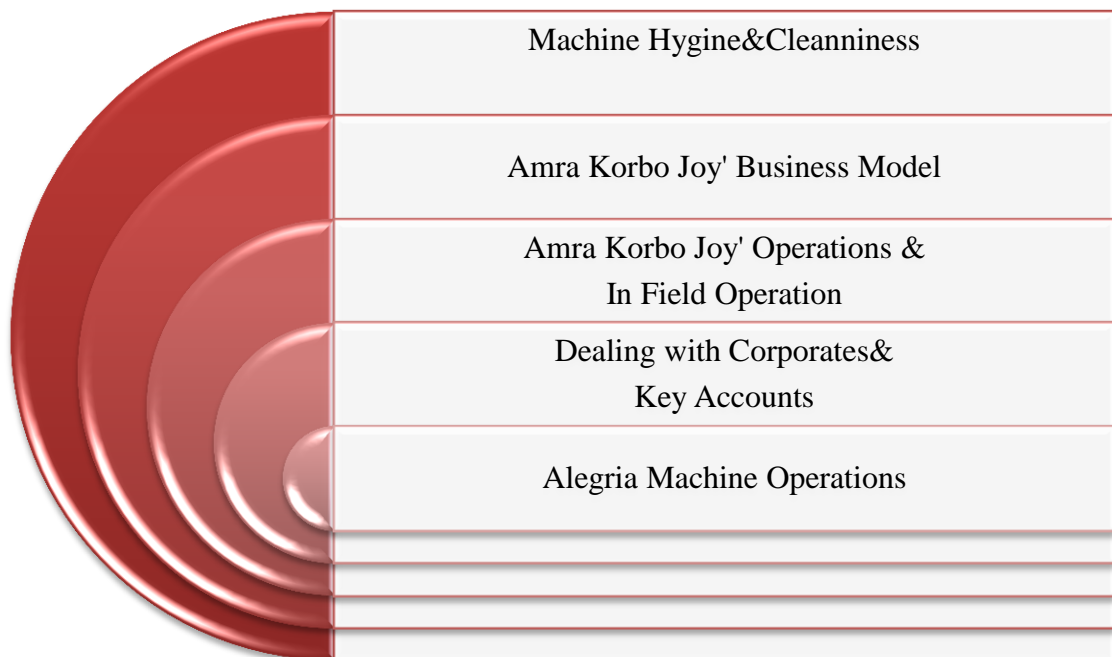 Machine Hygine&Cleanniness
Amra Korbo Joy' Business Model
Amra Korbo Joy' Operations &
In Field Operation
Dealing with Corporates&
Key Accounts
Alegria Machine Operations